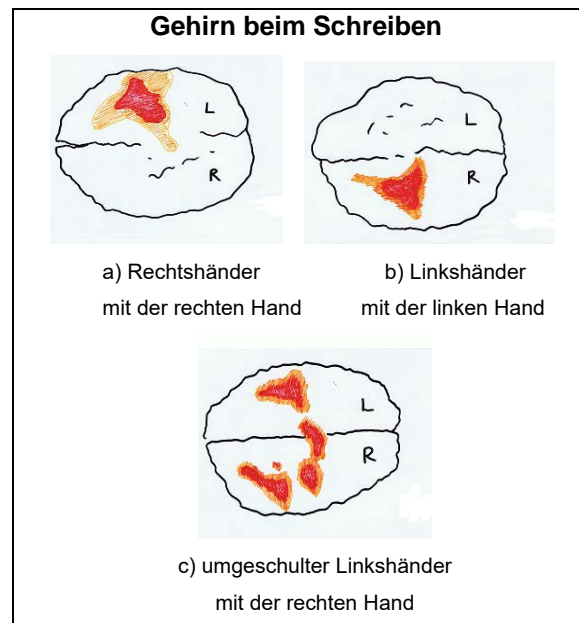 Gehirn beim Schreiben
L
R
L
R
a) Rechtshänder
mit der rechten Hand
b) Linkshänder
mit der linken Hand
L
R
c) umgeschulter Linkshänder
mit der rechten Hand